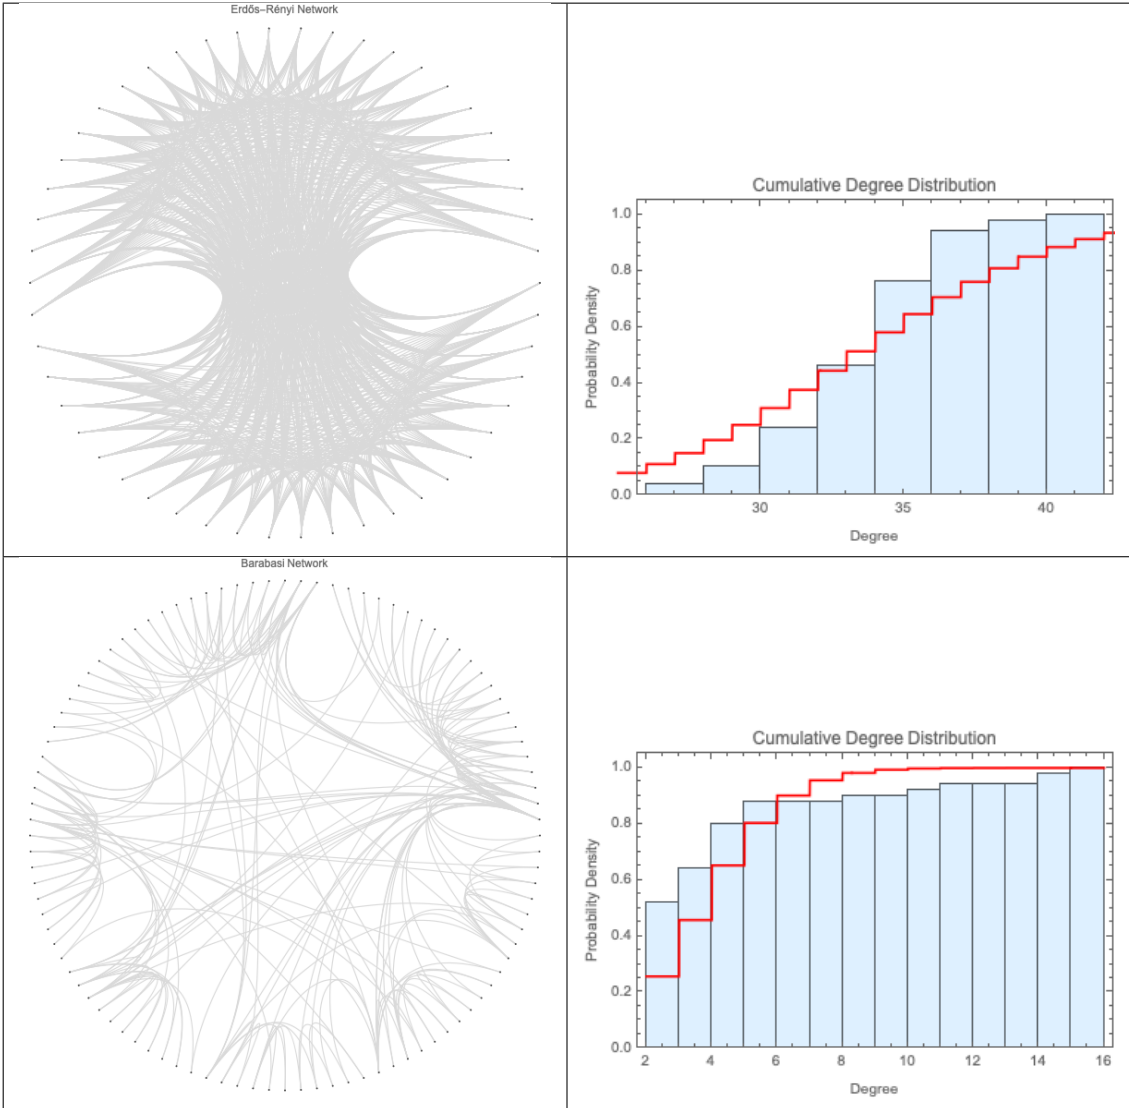 Erdős–Rényi Network
Cumulative Degree Distribution
1.0
0.8
0.6
0.4
0.2
0.0
Probability Density
30 35 40
Degree
Barabasi Network
Cumulative Degree Distribution
1.0
0.8
0.6
0.4
0.2
0.0
Probability Density
2 4 6 8 10 12 14 16
Degree